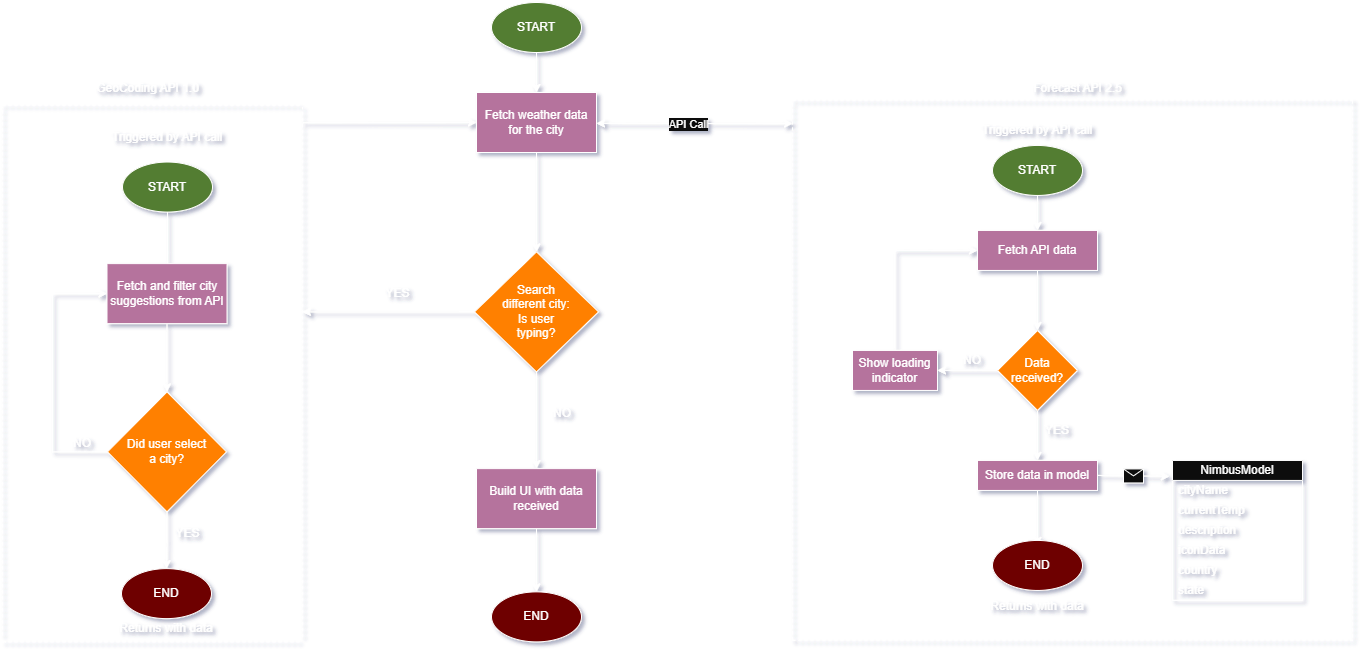 START
GeoCoding API 1.0
Forecast API 2.5
Fetch weather data
for the city
API Call
Triggered by API call
START
Fetch and filter city
suggestions from API
Did user select
a city?
NO
YES
END
Returns with data
YES
Search
different city:
Is user
typing?
NO
Build UI with data
received
END
Triggered by API call
START
Fetch API data
Show loading
indicator
NO
Data
received?
YES
Store data in model
NimbusModel
cityName
currentTemp
description
iconData
country
state
END
Returns with data